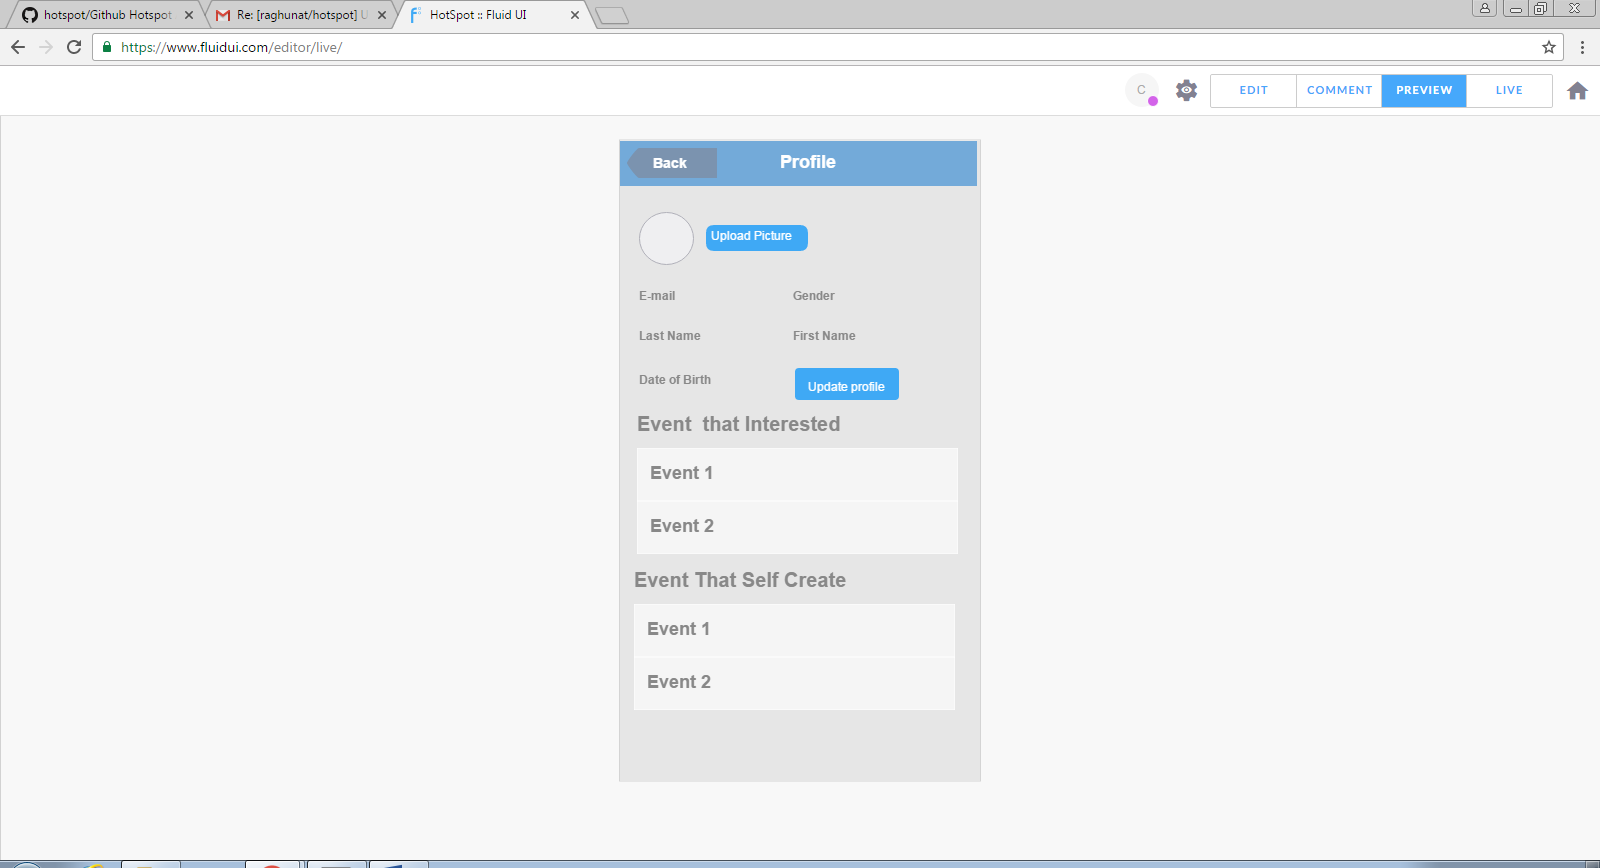 hotspot/Github Hotspot
Re: [raghunat/hotspot] U
HotSpot :: Fluid UI
https://www.fluidui.com/editor/live/
C
EDIT
COMMENT
PREVIEW
LIVE
Back
Profile
Upload Picture
E-mail
Gender
Last Name
First Name
Date of Birth
Update profile
Event  that Interested
Event 1
Event 2
Event That Self Create
Event 1
Event 2